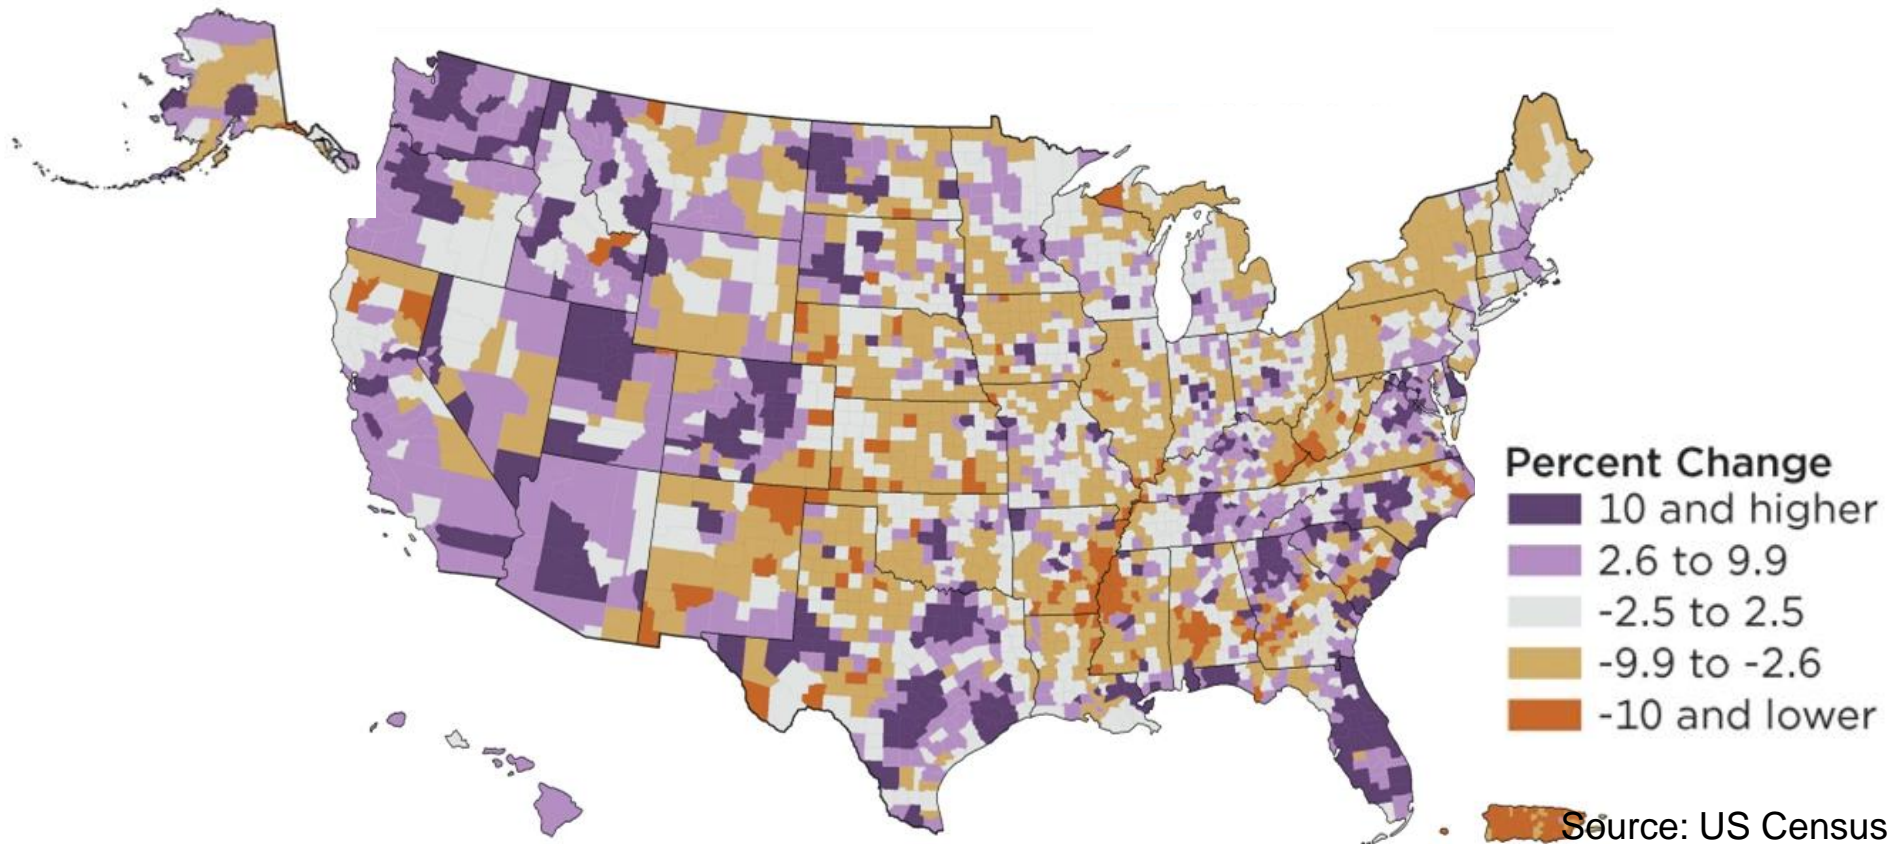 Percent Change
10 and higher
2.6 to 9.9
-2.5 to 2.5
-9.9 to -2.6
-10 and lower
Source: US Census